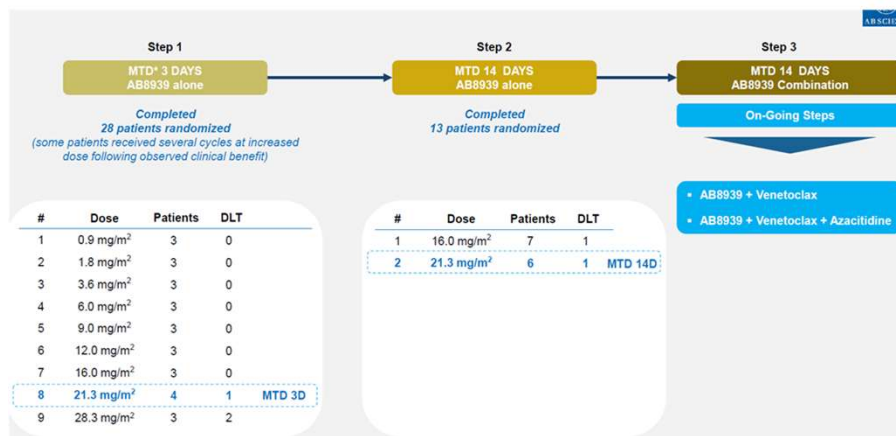 AB SCIE
Step 1
MTD* 3 DAYS
AB8939 alone
Completed
28 patients randomized
(some patients received several cycles at increased
dose following observed clinical benefit)
# Dose Patients DLT
1 0.9 mg/m² 3 0
2 1.8 mg/m² 3 0
3 3.6 mg/m² 3 0
4 6.0 mg/m² 3 0
5 9.0 mg/m² 3 0
6 12.0 mg/m² 3 0
7 16.0 mg/m² 3 0
8 21.3 mg/m² 4 1 MTD 3D
9 28.3 mg/m² 3 2
Step 2
MTD 14 DAYS
AB8939 alone
Completed
13 patients randomized
# Dose Patients DLT
1 16.0 mg/m² 7 1
2 21.3 mg/m² 6 1 MTD 14D
Step 3
MTD 14 DAYS
AB8939 Combination
On-Going Steps
• AB8939 + Venetoclax
• AB8939 + Venetoclax + Azacitidine